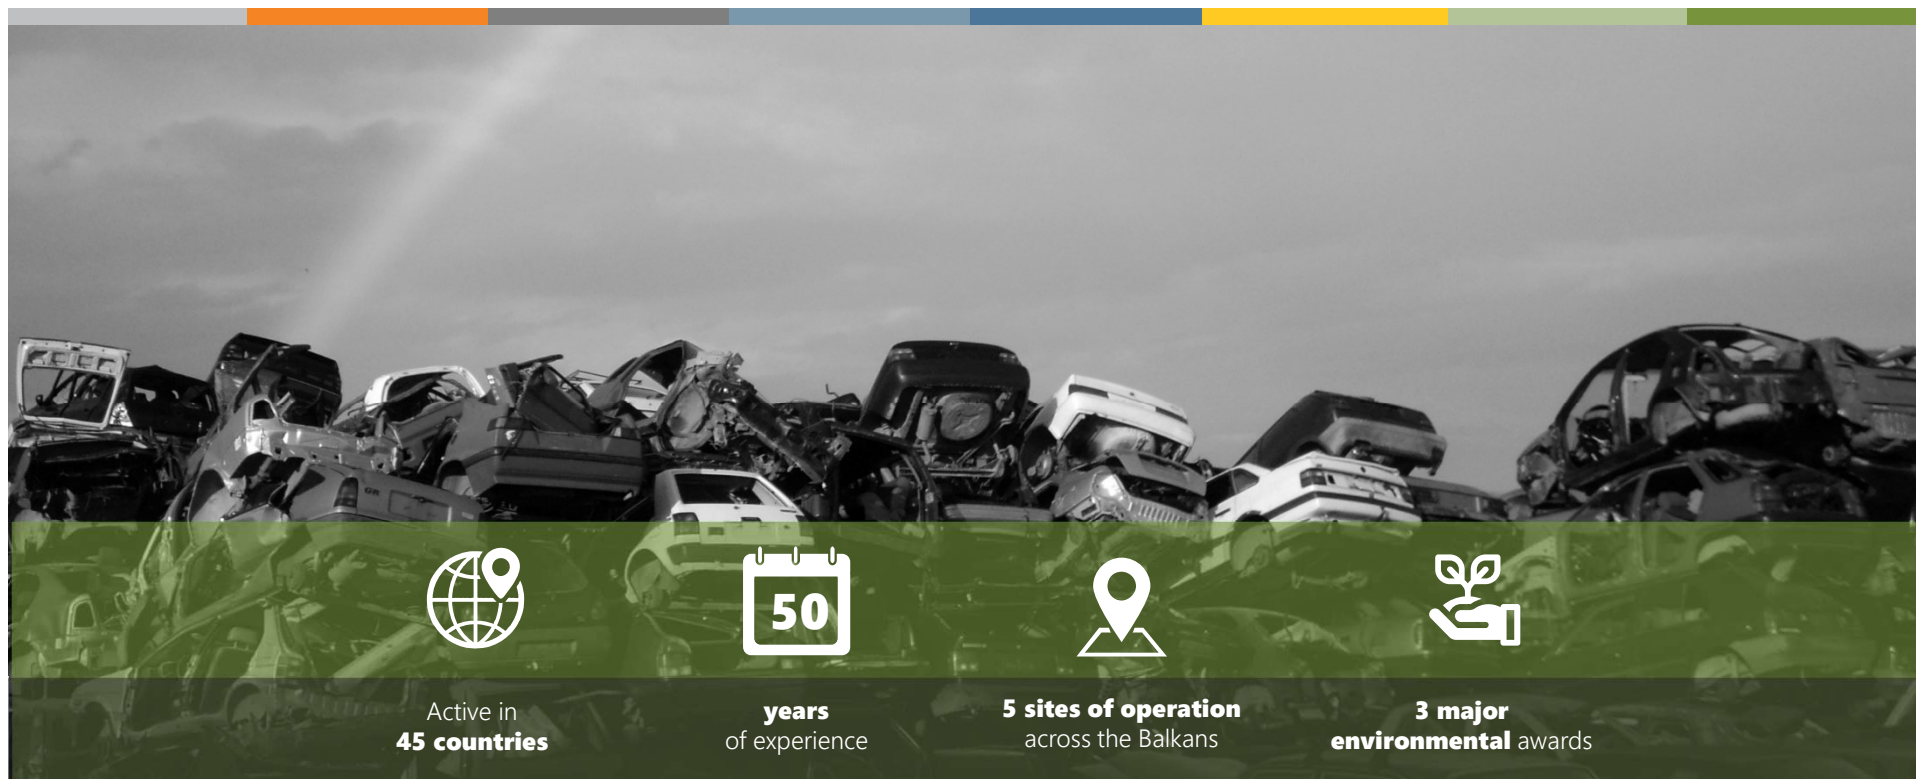 50
Active in
45 countries
years
of experience
5 sites of operation
across the Balkans
3 major
environmental awards
GR